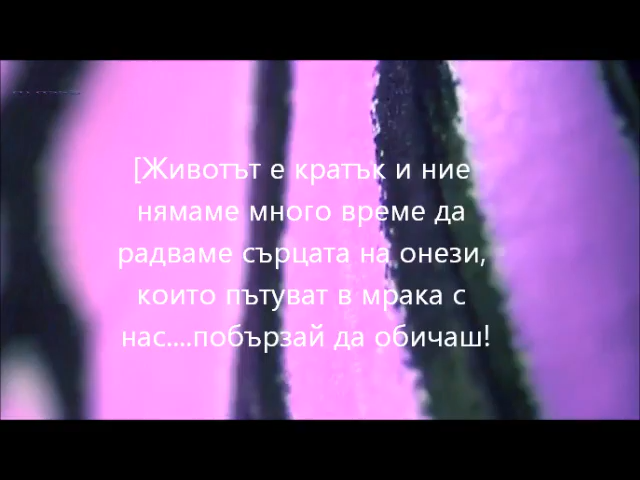 [Животът е кратък и ние
нямаме много време да
радваме сърцата на онези,
които пътуват в мрака с
нас....побързай да обичаш!